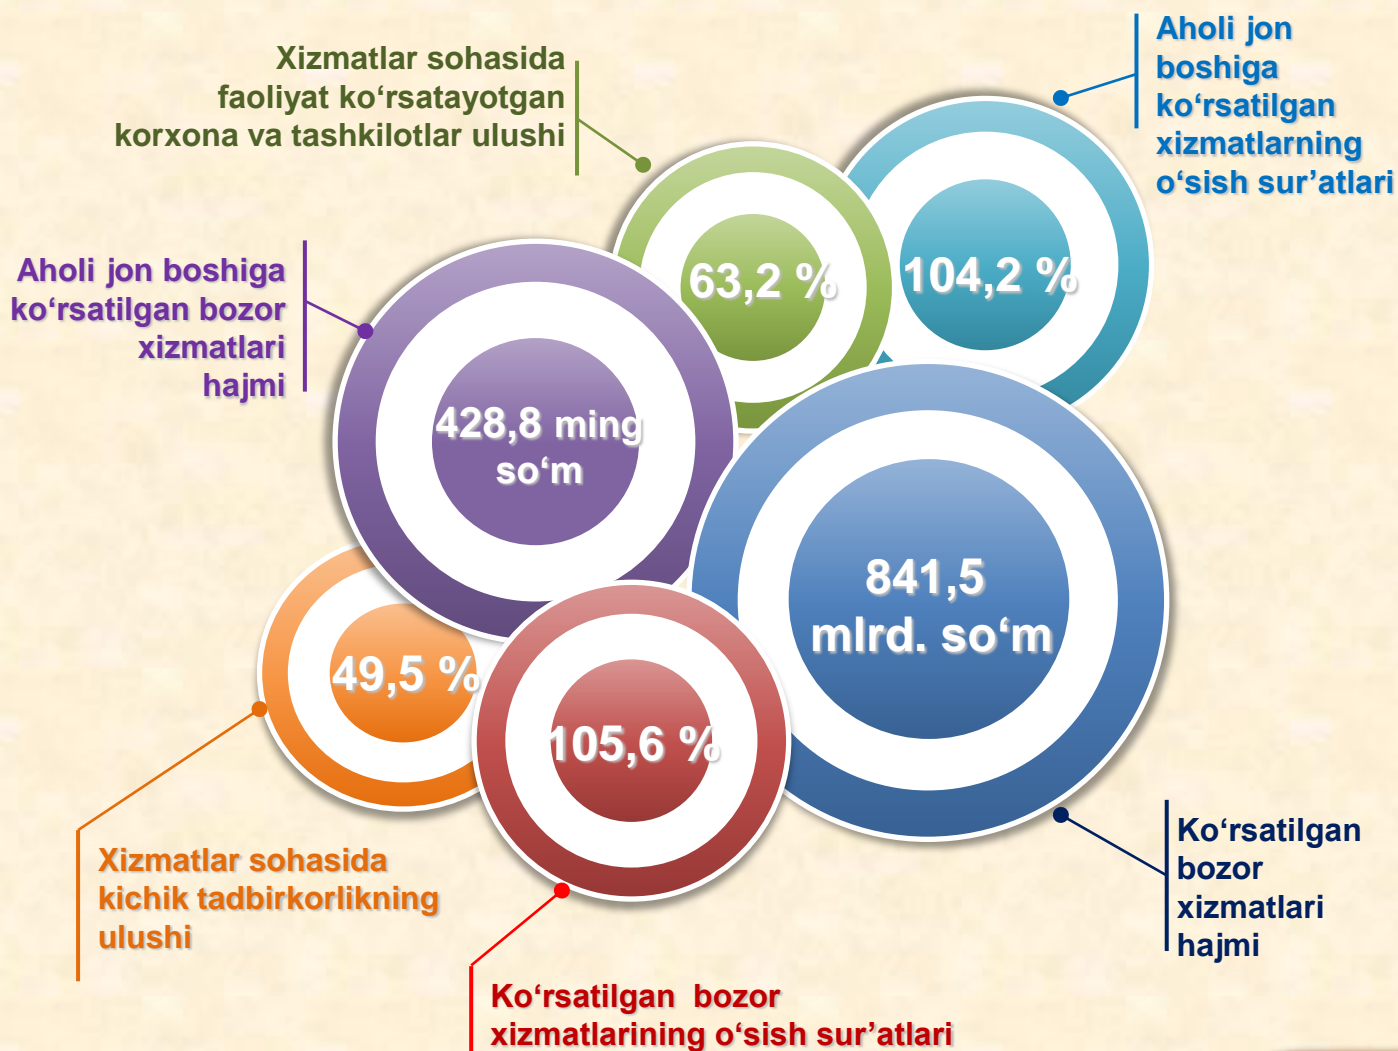 Xizmatlar sohasida
faoliyat ko‘rsatayotgan
korxona va tashkilotlar ulushi
Aholi jon
boshiga
ko‘rsatilgan
xizmatlarning
o‘sish sur’atlari
Aholi jon boshiga
ko‘rsatilgan bozor
xizmatlari
hajmi
63,2 %
104,2 %
428,8 ming
so‘m
841,5
mlrd. so‘m
49,5 %
105,6 %
Xizmatlar sohasida
kichik tadbirkorlikning
ulushi
Ko‘rsatilgan
bozor
xizmatlari
hajmi
Ko‘rsatilgan bozor
xizmatlarining o‘sish sur’atlari